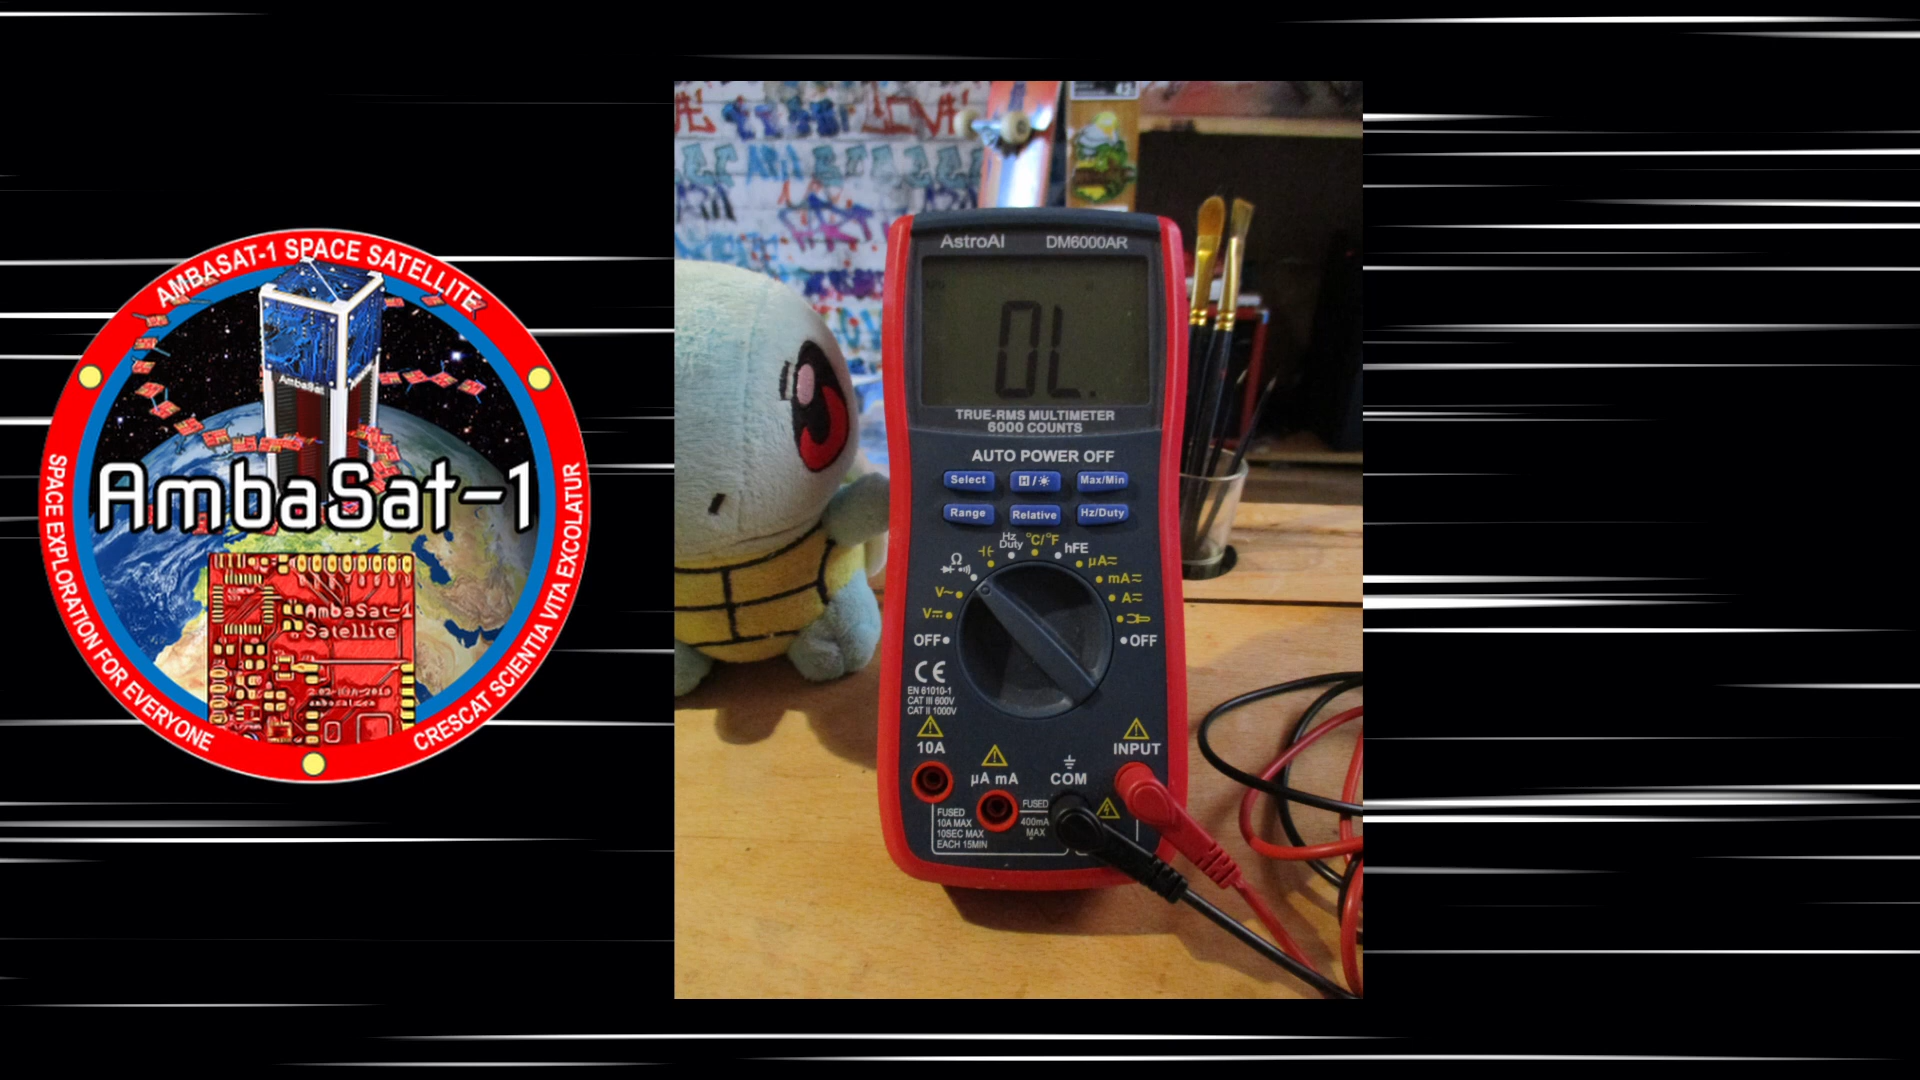 AMBASAT-1 SPACE SATELLITE
AmbaSat
AmbaSat-1
AmbaSat-1
Satellite
SPACE EXPLORATION FOR EVERYONE
CRESCAT SCIENTIA VITA EXCOLATUR
AstroAI DM6000AR
OL.
TRUE-RMS MULTIMETER
6000 COUNTS
AUTO POWER OFF
Select H/☀ Max/Min
Range Relative Hz/Duty
Hz
Duty
°C/°F
hFE
Ω
µA
mA
V~
A
V
OFF
OFF
CE
EN 61010-1
CAT III 600V
CAT II 1000V
10A
µA mA
COM
INPUT
FUSED
10A MAX
10SEC MAX
EACH 15MIN
FUSED
400mA
MAX